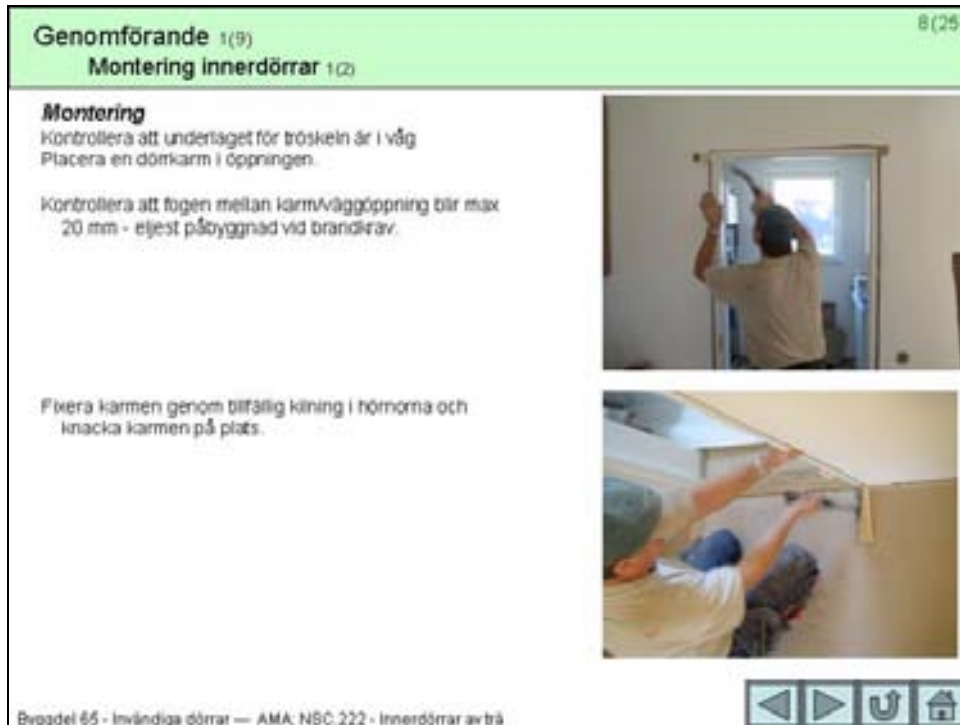 Genomförande 1(9)
8(25
Montering innerdörrar 1(2)
Montering
Kontrollera att underlaget för tröskeln är i våg
Placera en dörrkarm i öppningen.
Kontrollera att fogen mellan karm/väggöppning blir max
20 mm - eljest påbyggnad vid brandkrav.
Fixera karmen genom tillfällig kilning i hörnorna och
knacka karmen på plats.
Byggdel 65 - Invändiga dörrar — AMA: NSC.222 - Innerdörrar av trä